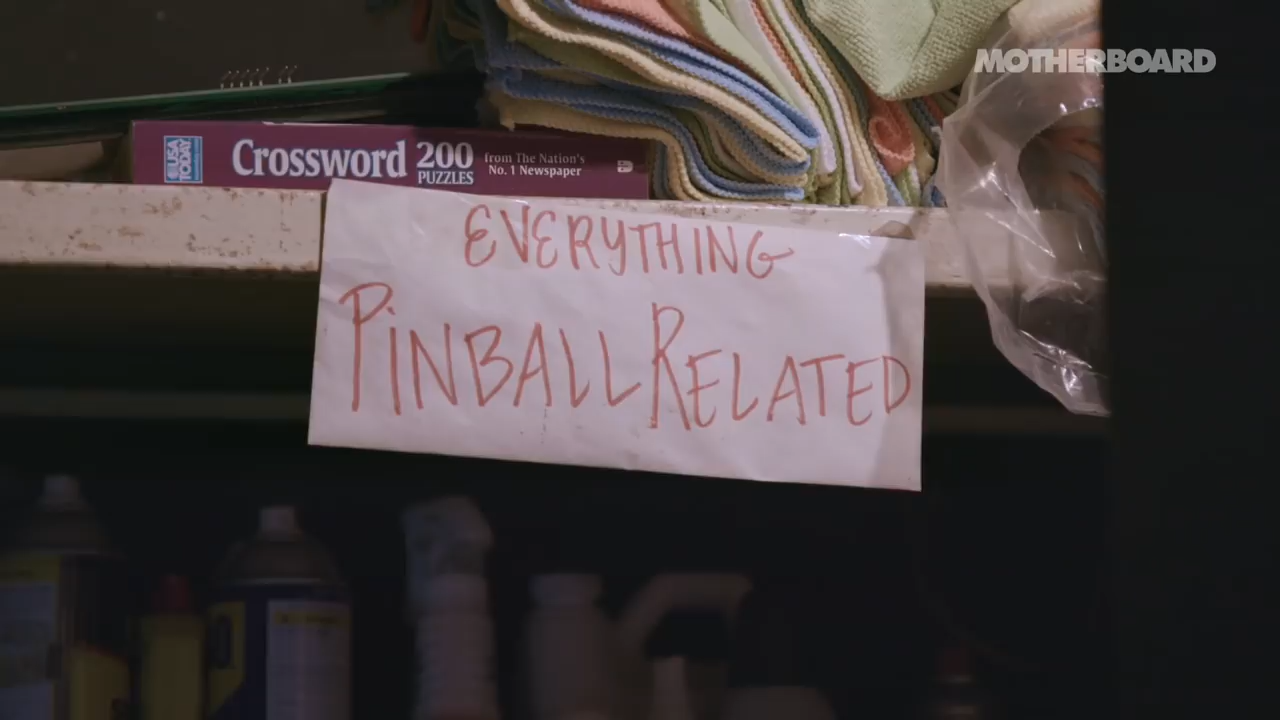 MOTHERBOARD
USA TODAY
Crossword 200 PUZZLES
from The Nation's
No. 1 Newspaper
EVERYTHING
PINBALL RELATED